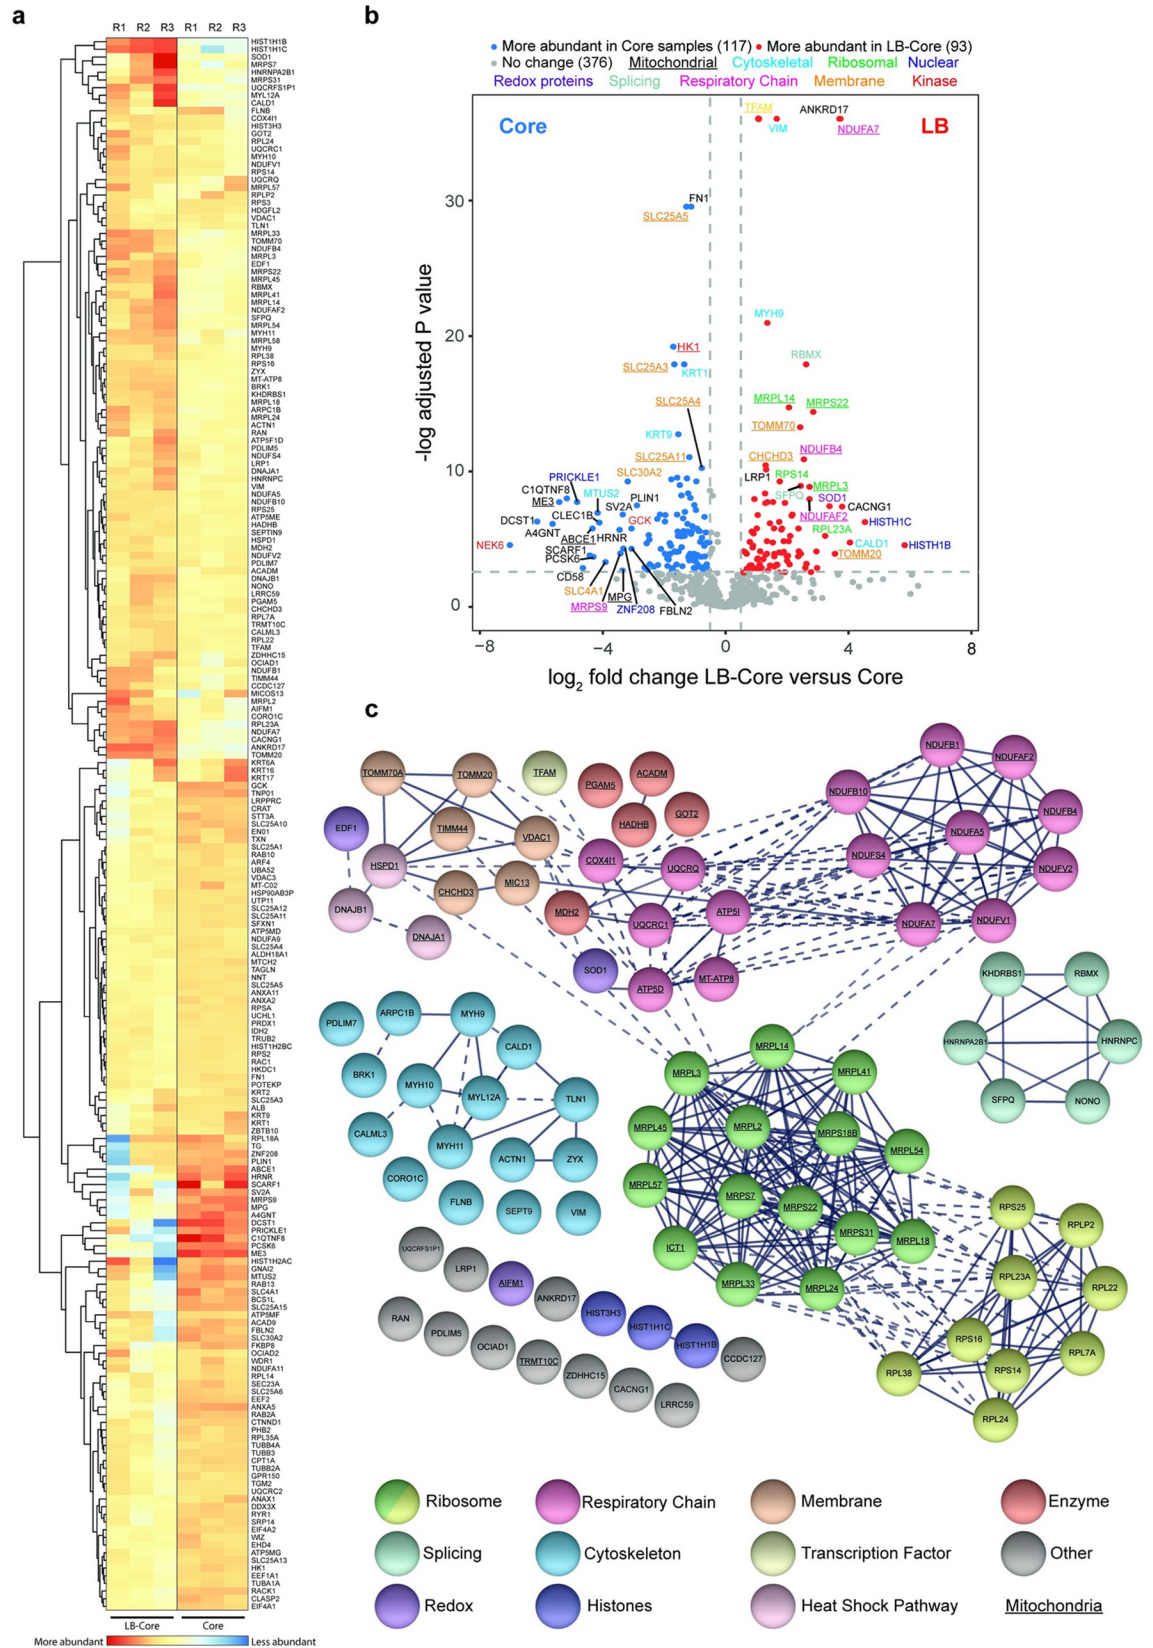 a
R1 R2 R3 R1 R2 R3
HIST1H1B
HIST1H1C
SOD1
MRPS7
HNRNPA2B1
MRPS31
UQCRFS1P1
MYL12A
CALD1
FLNB
COX4I1
HIST3H3
GOT2
RPL24
UQCRC1
MYH10
NDUFV1
RPS14
UQCRQ
MRPL57
RPLP2
RPS3
HDGFL2
VDAC1
TLN1
MRPL33
TOMM70
NDUFB4
MRPL3
EDF1
MRPS22
MRPL45
RBMX
MRPL41
MRPL14
NDUFAF2
SFPQ
MRPL54
MYH11
MRPL58
MYH9
RPL38
RPS16
ZYX
MT-ATP8
BRK1
KHDRBS1
MRPL18
ARPC1B
MRPL24
ACTN1
RAN
ATP5F1D
PDLIM5
NDUFS4
LRP1
DNAJA1
HNRNPC
VIM
NDUFA5
NDUFB10
RPS25
ATP5ME
HADHB
SEPTIN9
HSPD1
MDH2
NDUFV2
PDLIM7
ACADM
DNAJB1
NONO
LRRC59
PGAM5
CHCHD3
RPL7A
TRMT10C
CALML3
RPL22
TFAM
ZDHHC15
OCIAD1
NDUFB1
TIMM44
CCDC127
MICOS13
MRPL2
AIFM1
CORO1C
RPL23A
NDUFA7
CACNG1
ANKRD17
TOMM20
KRT6A
KRT16
KRT17
GCK
TNP01
LRPPRC
CRAT
STT3A
SLC25A10
EN01
TXN
SLC25A1
RAB10
ARF4
UBA52
VDAC3
MT-C02
HSP90AB3P
UTP11
SLC25A12
SLC25A11
SFXN1
ATP5MD
NDUFA9
SLC25A4
ALDH18A1
MTCH2
TAGLN
NNT
SLC25A5
ANXA11
ANXA2
RPSA
UCHL1
PRDX1
IDH2
TRUB2
HIST1H2BC
RPS2
RAC1
HKDC1
FN1
POTEKP
KRT2
SLC25A3
ALB
KRT9
KRT1
ZBTB10
RPL18A
TG
ZNF208
PLIN1
ABCE1
HRNR
SCARF1
SV2A
MRPS9
MPG
A4GNT
DCST1
PRICKLE1
C1QTNF8
PCSK6
ME3
HIST1H2AC
GNAI2
MTUS2
RAB13
SLC4A1
BCS1L
SLC25A15
ATP5MF
ACAD9
FBLN2
SLC30A2
FKBP8
OCIAD2
WDR1
NDUFA11
RPL14
SEC23A
SLC25A6
EEF2
ANXA5
RAB2A
CTNND1
PHB2
RPL35A
TUBB4A
TUBB3
CPT1A
TUBB2A
GPR150
TGM2
UQCRC2
ANAX1
DDX3X
RYR1
SRP14
EIF4A2
WIZ
EHD4
ATP5MG
SLC25A13
HK1
EEF1A1
TUBA1A
RACK1
CLASP2
EIF4A1
LB-Core Core
More abundant Less abundant
b
More abundant in Core samples (117) More abundant in LB-Core (93)
No change (376) Mitochondrial Cytoskeletal Ribosomal Nuclear
Redox proteins Splicing Respiratory Chain Membrane Kinase
Core LB
TFAM
VIM
ANKRD17
NDUFA7
FN1
SLC25A5
MYH9
HK1
SLC25A3
KRT1
RBMX
SLC25A4
MRPL14
MRPS22
TOMM70
KRT9
SLC25A11
NDUFB4
CHCHD3
SLC30A2
LRP1
RPS14
PRICKLE1
C1QTNF8
MTUS2
ME3
PLIN1
SV2A
SFPQ
MRPL3
SOD1
CACNG1
DCST1
CLEC1B
GCK
NDUFAF2
HISTH1C
A4GNT
ABCE1
HRNR
RPL23A
NEK6
SCARF1
PCSK6
CALD1
HISTH1B
TOMM20
CD58
SLC4A1
MPG
MRPS9
ZNF208
FBLN2
30
20
10
0
-log adjusted P value
−8 −4 0 4 8
log2 fold change LB-Core versus Core
c
TOMM70A
TOMM20
TFAM
PGAM5
ACADM
NDUFB1
NDUFAF2
NDUFB10
NDUFB4
EDF1
TIMM44
VDAC1
HADHB
GOT2
NDUFA5
HSPD1
COX4I1
UQCRQ
NDUFS4
NDUFV2
CHCHD3
MIC13
DNAJB1
MDH2
UQCRC1
ATP5I
NDUFA7
NDUFV1
DNAJA1
SOD1
ATP5D
MT-ATP8
KHDRBS1
RBMX
PDLIM7
ARPC1B
MYH9
CALD1
HNRNPA2B1
HNRNPC
MRPL14
MRPL3
MRPL41
BRK1
MYH10
MYL12A
TLN1
SFPQ
NONO
MRPL45
MRPL2
MRPS18B
MRPL54
CALML3
MYH11
ACTN1
ZYX
CORO1C
MRPL57
MRPS7
MRPS22
FLNB
SEPT9
VIM
MRPS31
MRPL18
RPS25
RPLP2
UQCRFS1P1
ICT1
LRP1
AIFM1
MRPL33
MRPL24
RPL23A
RPL22
ANKRD17
RAN
HIST3H3
PDLIM5
HIST1H1C
OCIAD1
HIST1H1B
TRMT10C
CCDC127
RPS16
RPL7A
ZDHHC15
RPL38
RPS14
CACNG1
LRRC59
RPL24
Ribosome Respiratory Chain Membrane Enzyme
Splicing Cytoskeleton Transcription Factor Other
Redox Histones Heat Shock Pathway Mitochondria